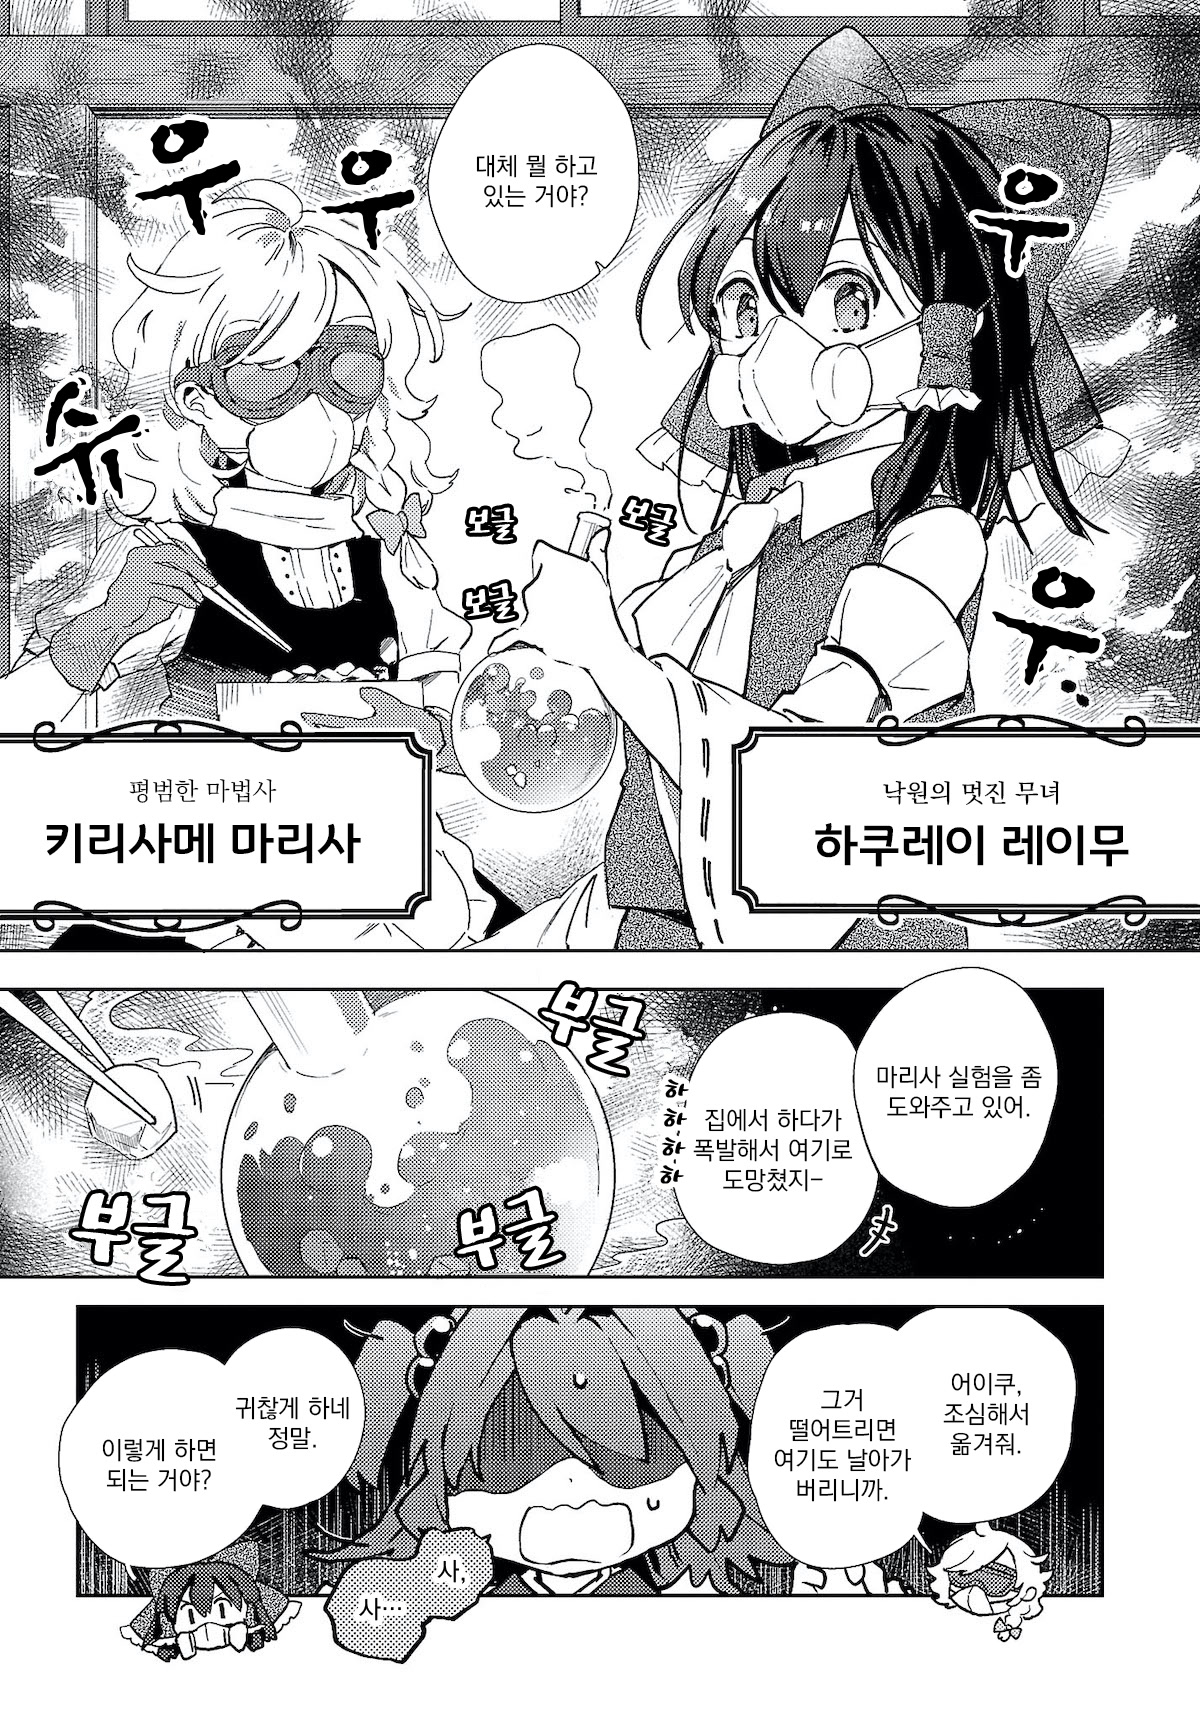 대체 뭘 하고
있는 거야?
우
우
우
슈
우
보글
보글
보글
낙원의 멋진 무녀
하쿠레이 레이무
평범한 마법사
키리사메 마리사
마리사 실험을 좀
도와주고 있어.
집에서 하다가
폭발해서 여기로
도망쳤지-
하하하하
부글
부글
부글
어이쿠,
조심해서
옮겨줘.
그거
떨어트리면
여기도 날아가
버리니까.
귀찮게 하네
정말.
이렇게 하면
되는 거야?
사,
사…